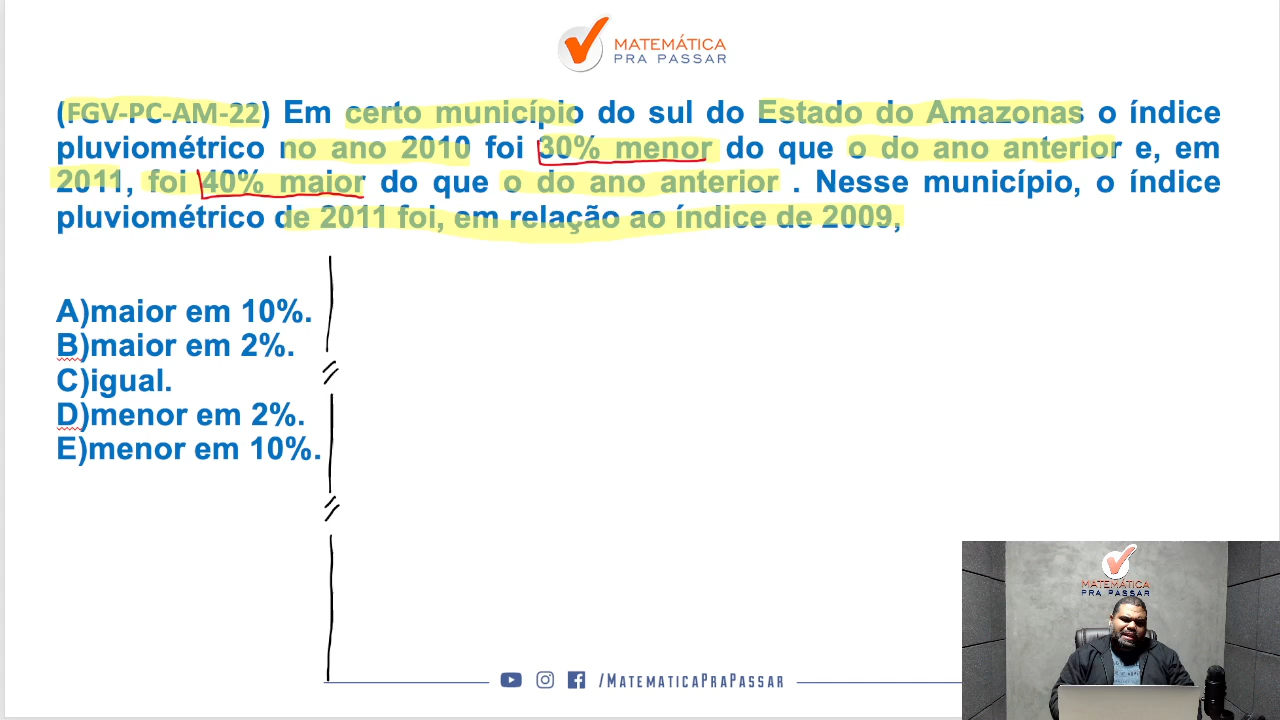 MATEMÁTICA
PRA PASSAR
(FGV-PC-AM-22) Em certo município do sul do Estado do Amazonas o índice
pluviométrico no ano 2010 foi 30% menor do que o do ano anterior e, em
2011, foi 40% maior do que o do ano anterior . Nesse município, o índice
pluviométrico de 2011 foi, em relação ao índice de 2009,
A)maior em 10%.
B)maior em 2%.
C)igual.
D)menor em 2%.
E)menor em 10%.
MATEMÁTICA
PRA PASSAR
/MATEMATICAPRAPASSAR